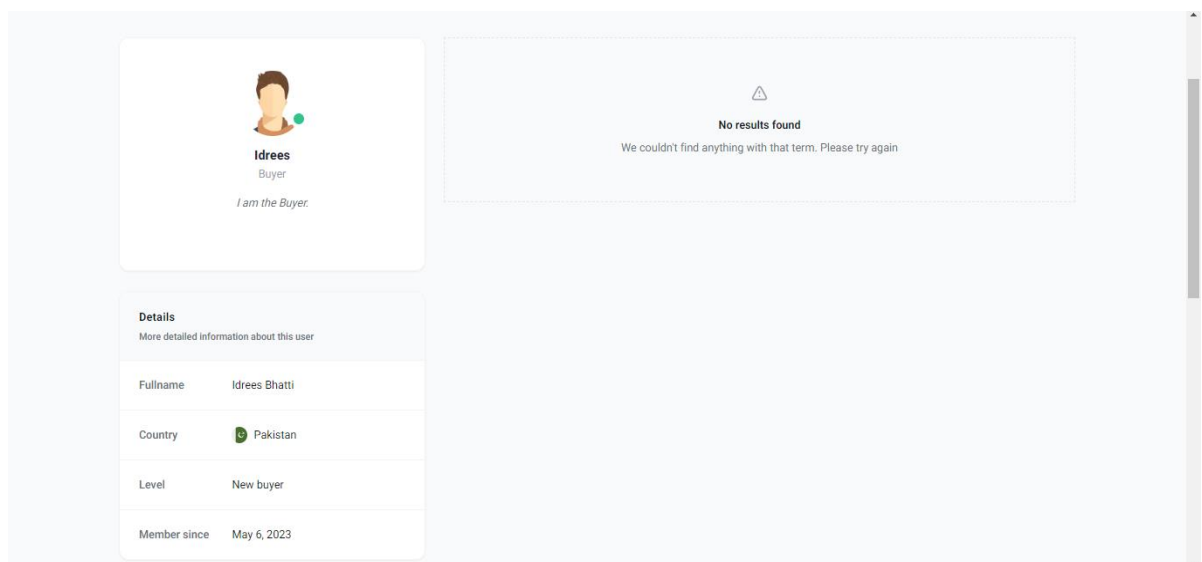 Idrees
Buyer
I am the Buyer.
No results found
We couldn't find anything with that term. Please try again
Details
More detailed information about this user
Fullname Idrees Bhatti
Country Pakistan
Level New buyer
Member since May 6, 2023